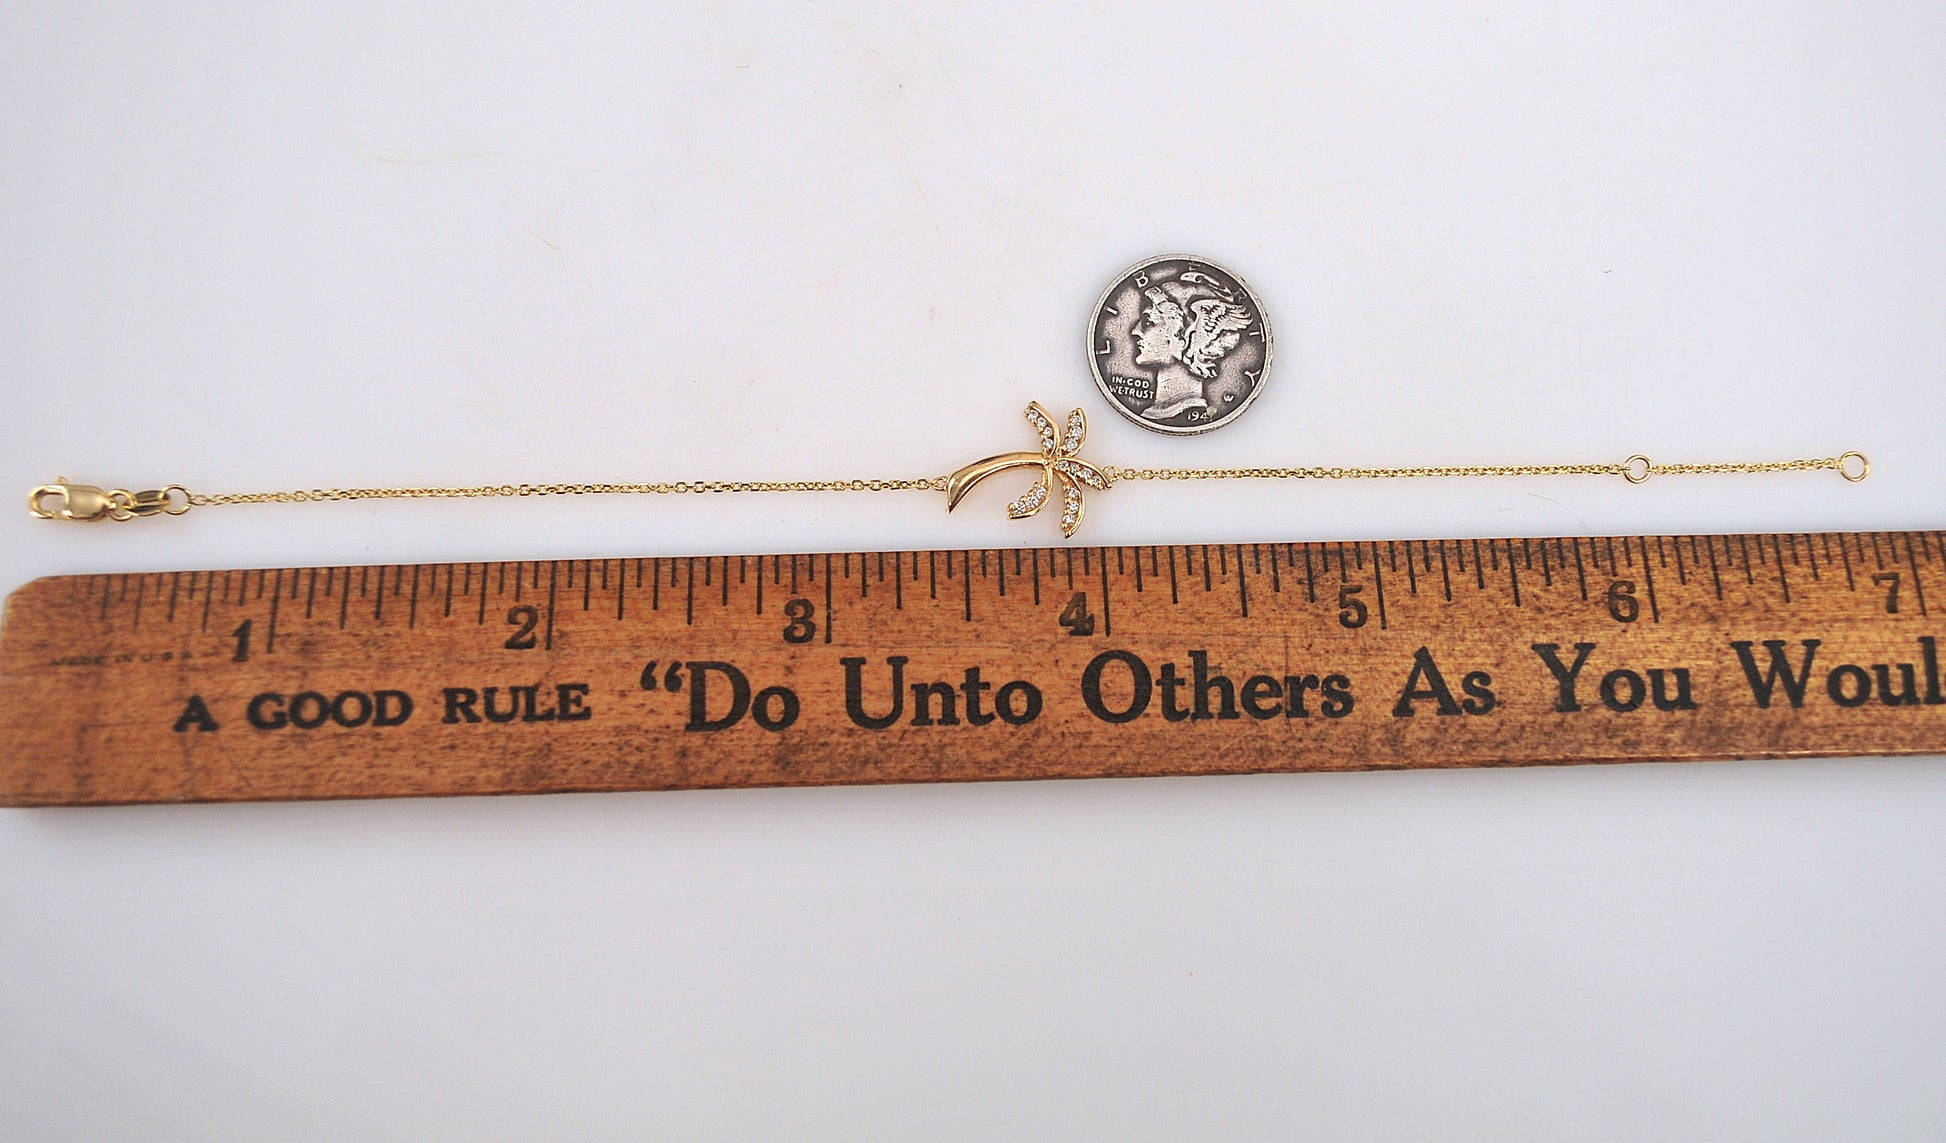 LIBERTY
IN·GOD
WE·TRUST
W
1 2 3 4 5 6 7
A GOOD RULE “Do Unto Others As You Woul